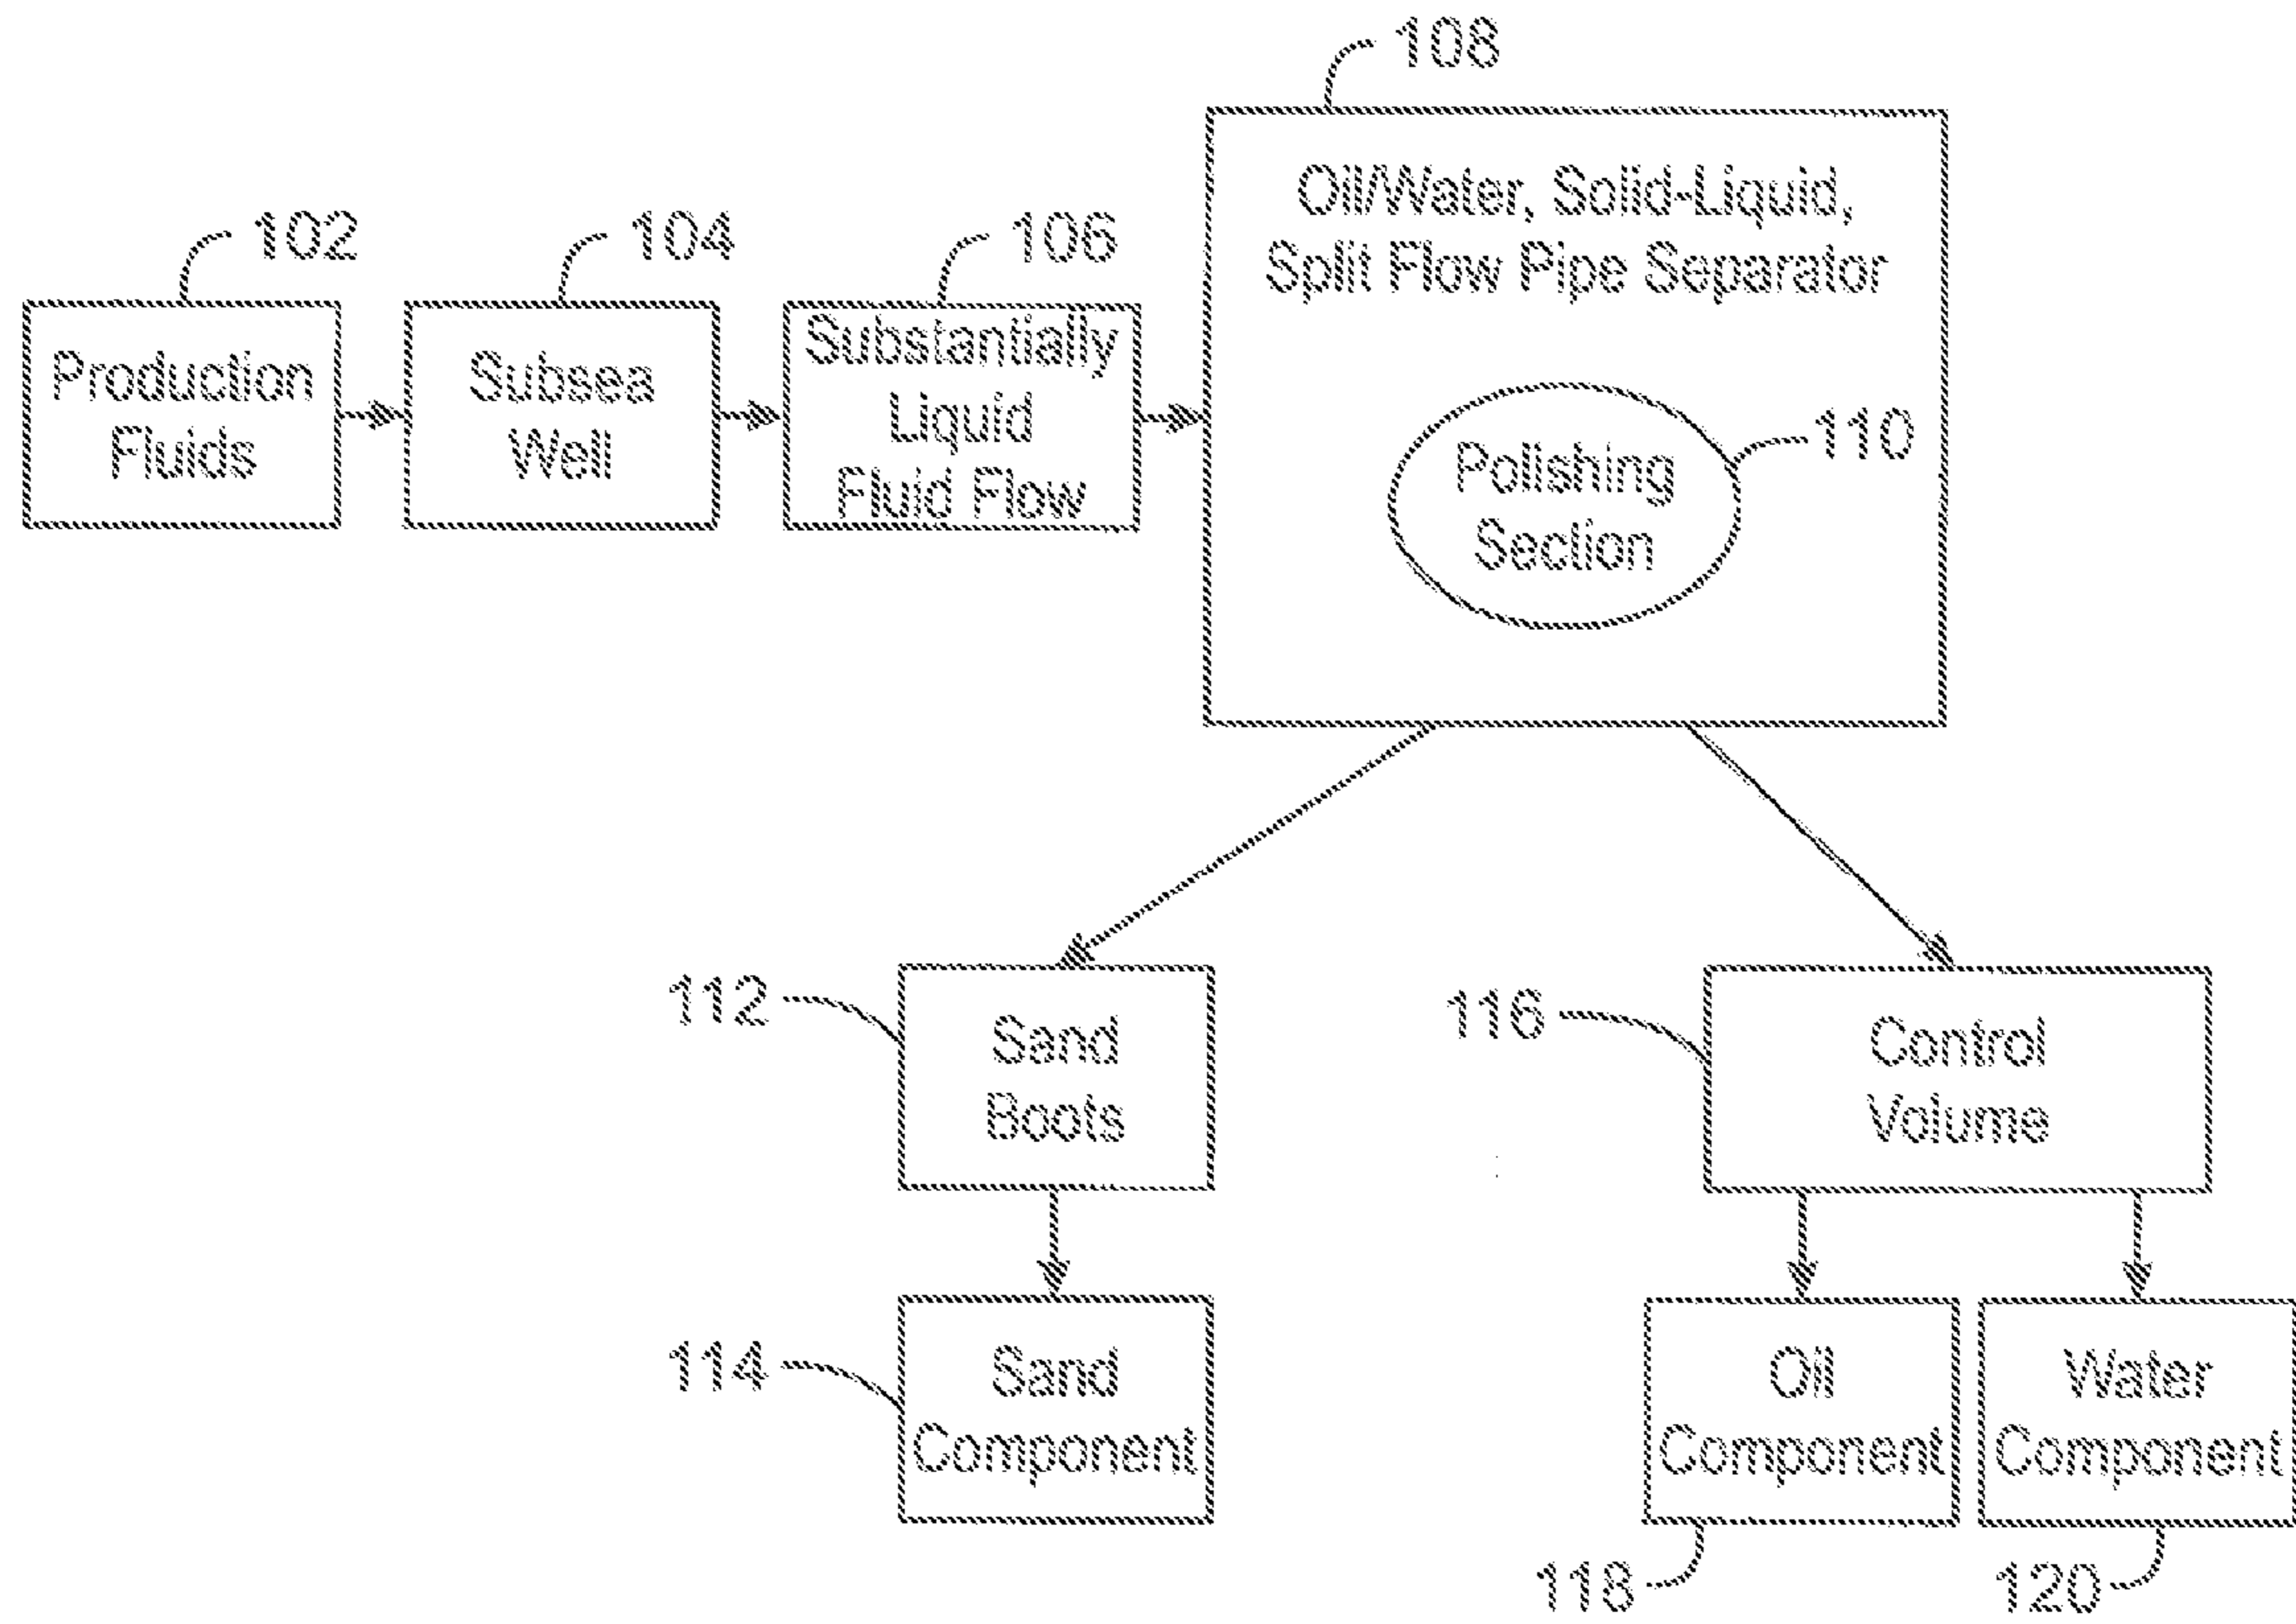 108
Oil/Water, Solid-Liquid,
Split Flow Pipe Separator
102
104
106
Production
Fluids
Subsea
Well
Substantially
Liquid
Fluid Flow
110
Polishing
Section
112
Sand
Boots
116
Control
Volume
114
Sand
Component
Oil
Component
Water
Component
118
120